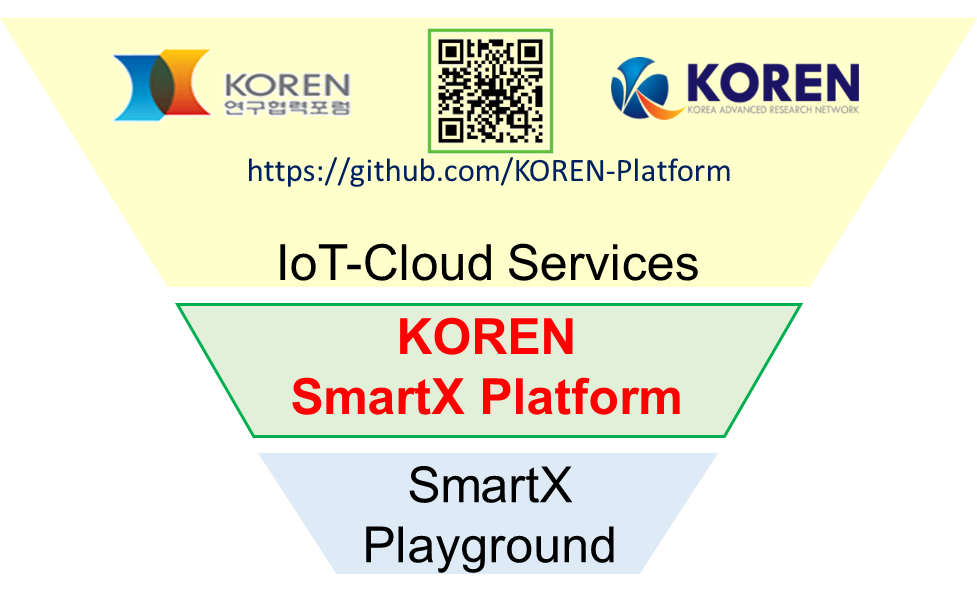 KOREN
연구협력포럼
KOREN
KOREA ADVANCED RESEARCH NETWORK
https://github.com/KOREN-Platform
IoT-Cloud Services
KOREN
SmartX Platform
SmartX
Playground